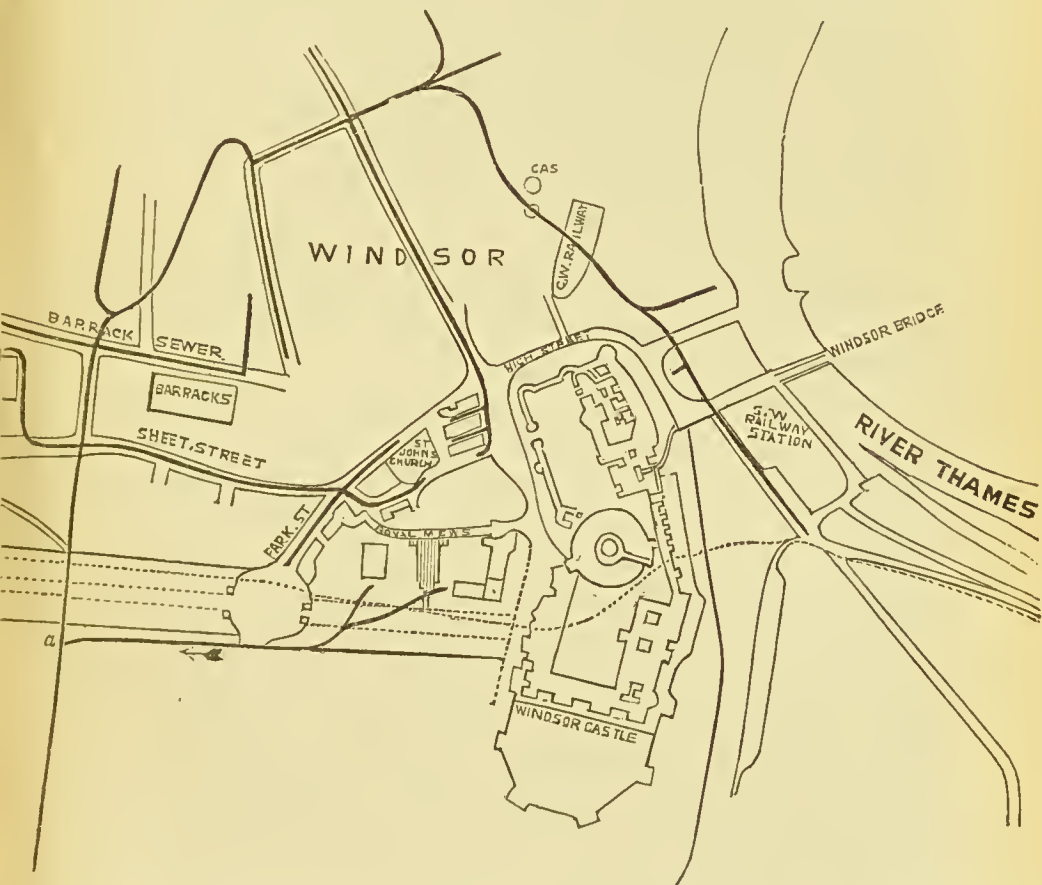 CAS
G.W. RAILWAY
WINDSOR
BARRACK SEWER
WINDSOR BRIDGE
HIGH STREET
BARRACKS
S.W.
RAILWAY
STATION
RIVER THAMES
SHEET, STREET
ST
JOHNS
CHURCH
PARK. ST
ROYAL MEWS
a
WINDSOR CASTLE